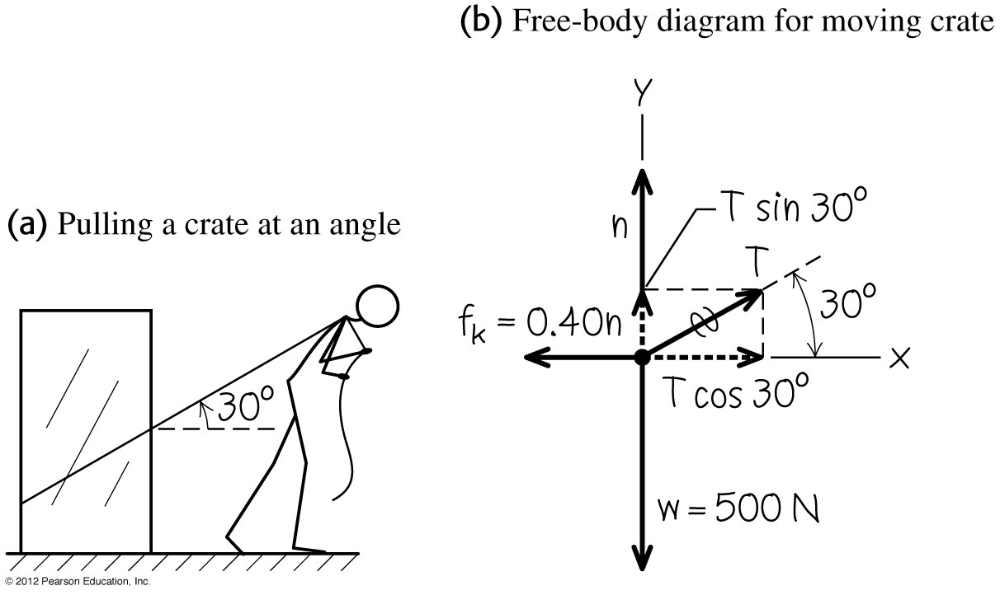 (a) Pulling a crate at an angle
30°
© 2012 Pearson Education, Inc.
(b) Free-body diagram for moving crate
Y
T sin 30°
n
T
30°
fₖ = 0.40n
X
T cos 30°
w = 500 N